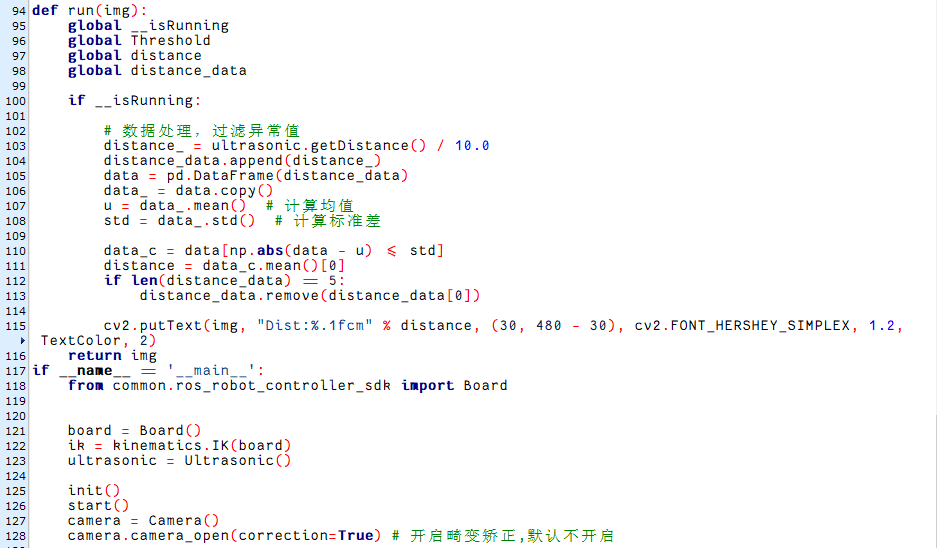 94 def run(img):
95     global __isRunning
96     global Threshold
97     global distance
98     global distance_data
99
100     if __isRunning:
101
102         # 数据处理，过滤异常值
103         distance_ = ultrasonic.getDistance() / 10.0
104         distance_data.append(distance_)
105         data = pd.DataFrame(distance_data)
106         data_ = data.copy()
107         u = data_.mean()  # 计算均值
108         std = data_.std()  # 计算标准差
109
110         data_c = data[np.abs(data - u) <= std]
111         distance = data_c.mean()[0]
112         if len(distance_data) == 5:
113             distance_data.remove(distance_data[0])
114
115         cv2.putText(img, "Dist:%.1fcm" % distance, (30, 480 - 30), cv2.FONT_HERSHEY_SIMPLEX, 1.2,
TextColor, 2)
116     return img
117 if __name__ == '__main__':
118     from common.ros_robot_controller_sdk import Board
119
120
121     board = Board()
122     ik = kinematics.IK(board)
123     ultrasonic = Ultrasonic()
124
125     init()
126     start()
127     camera = Camera()
128     camera.camera_open(correction=True) # 开启畸变矫正,默认不开启